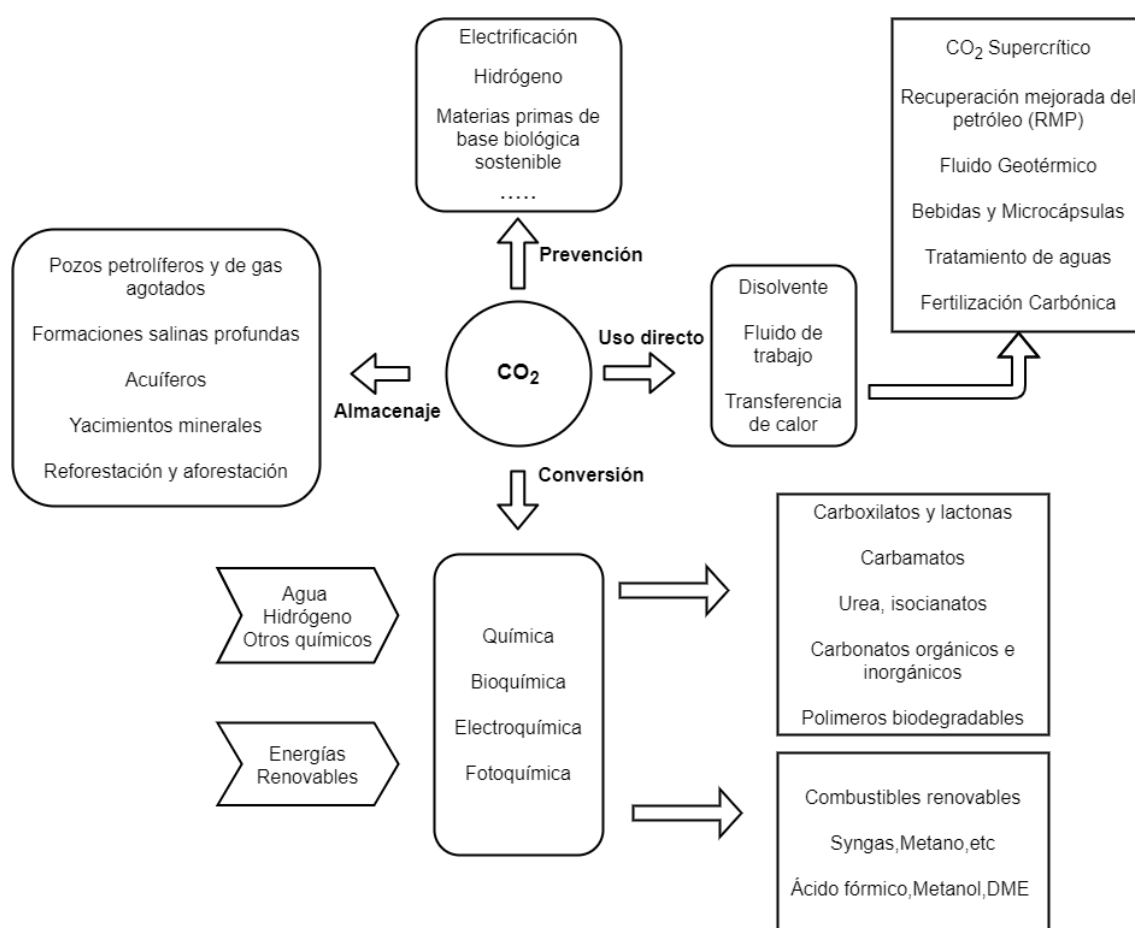 Electrificación
Hidrógeno
Materias primas de
base biológica
sostenible
.....
CO₂ Supercrítico
Recuperación mejorada del
petróleo (RMP)
Fluido Geotérmico
Bebidas y Microcápsulas
Tratamiento de aguas
Fertilización Carbónica
Prevención
Pozos petrolíferos y de gas
agotados
Formaciones salinas profundas
Acuíferos
Yacimientos minerales
Reforestación y aforestación
Almacenaje
CO₂
Uso directo
Disolvente
Fluido de
trabajo
Transferencia
de calor
Conversión
Agua
Hidrógeno
Otros químicos
Energías
Renovables
Química
Bioquímica
Electroquímica
Fotoquímica
Carboxilatos y lactonas
Carbamatos
Urea, isocianatos
Carbonatos orgánicos e
inorgánicos
Polimeros biodegradables
Combustibles renovables
Syngas,Metano,etc
Ácido fórmico,Metanol,DME